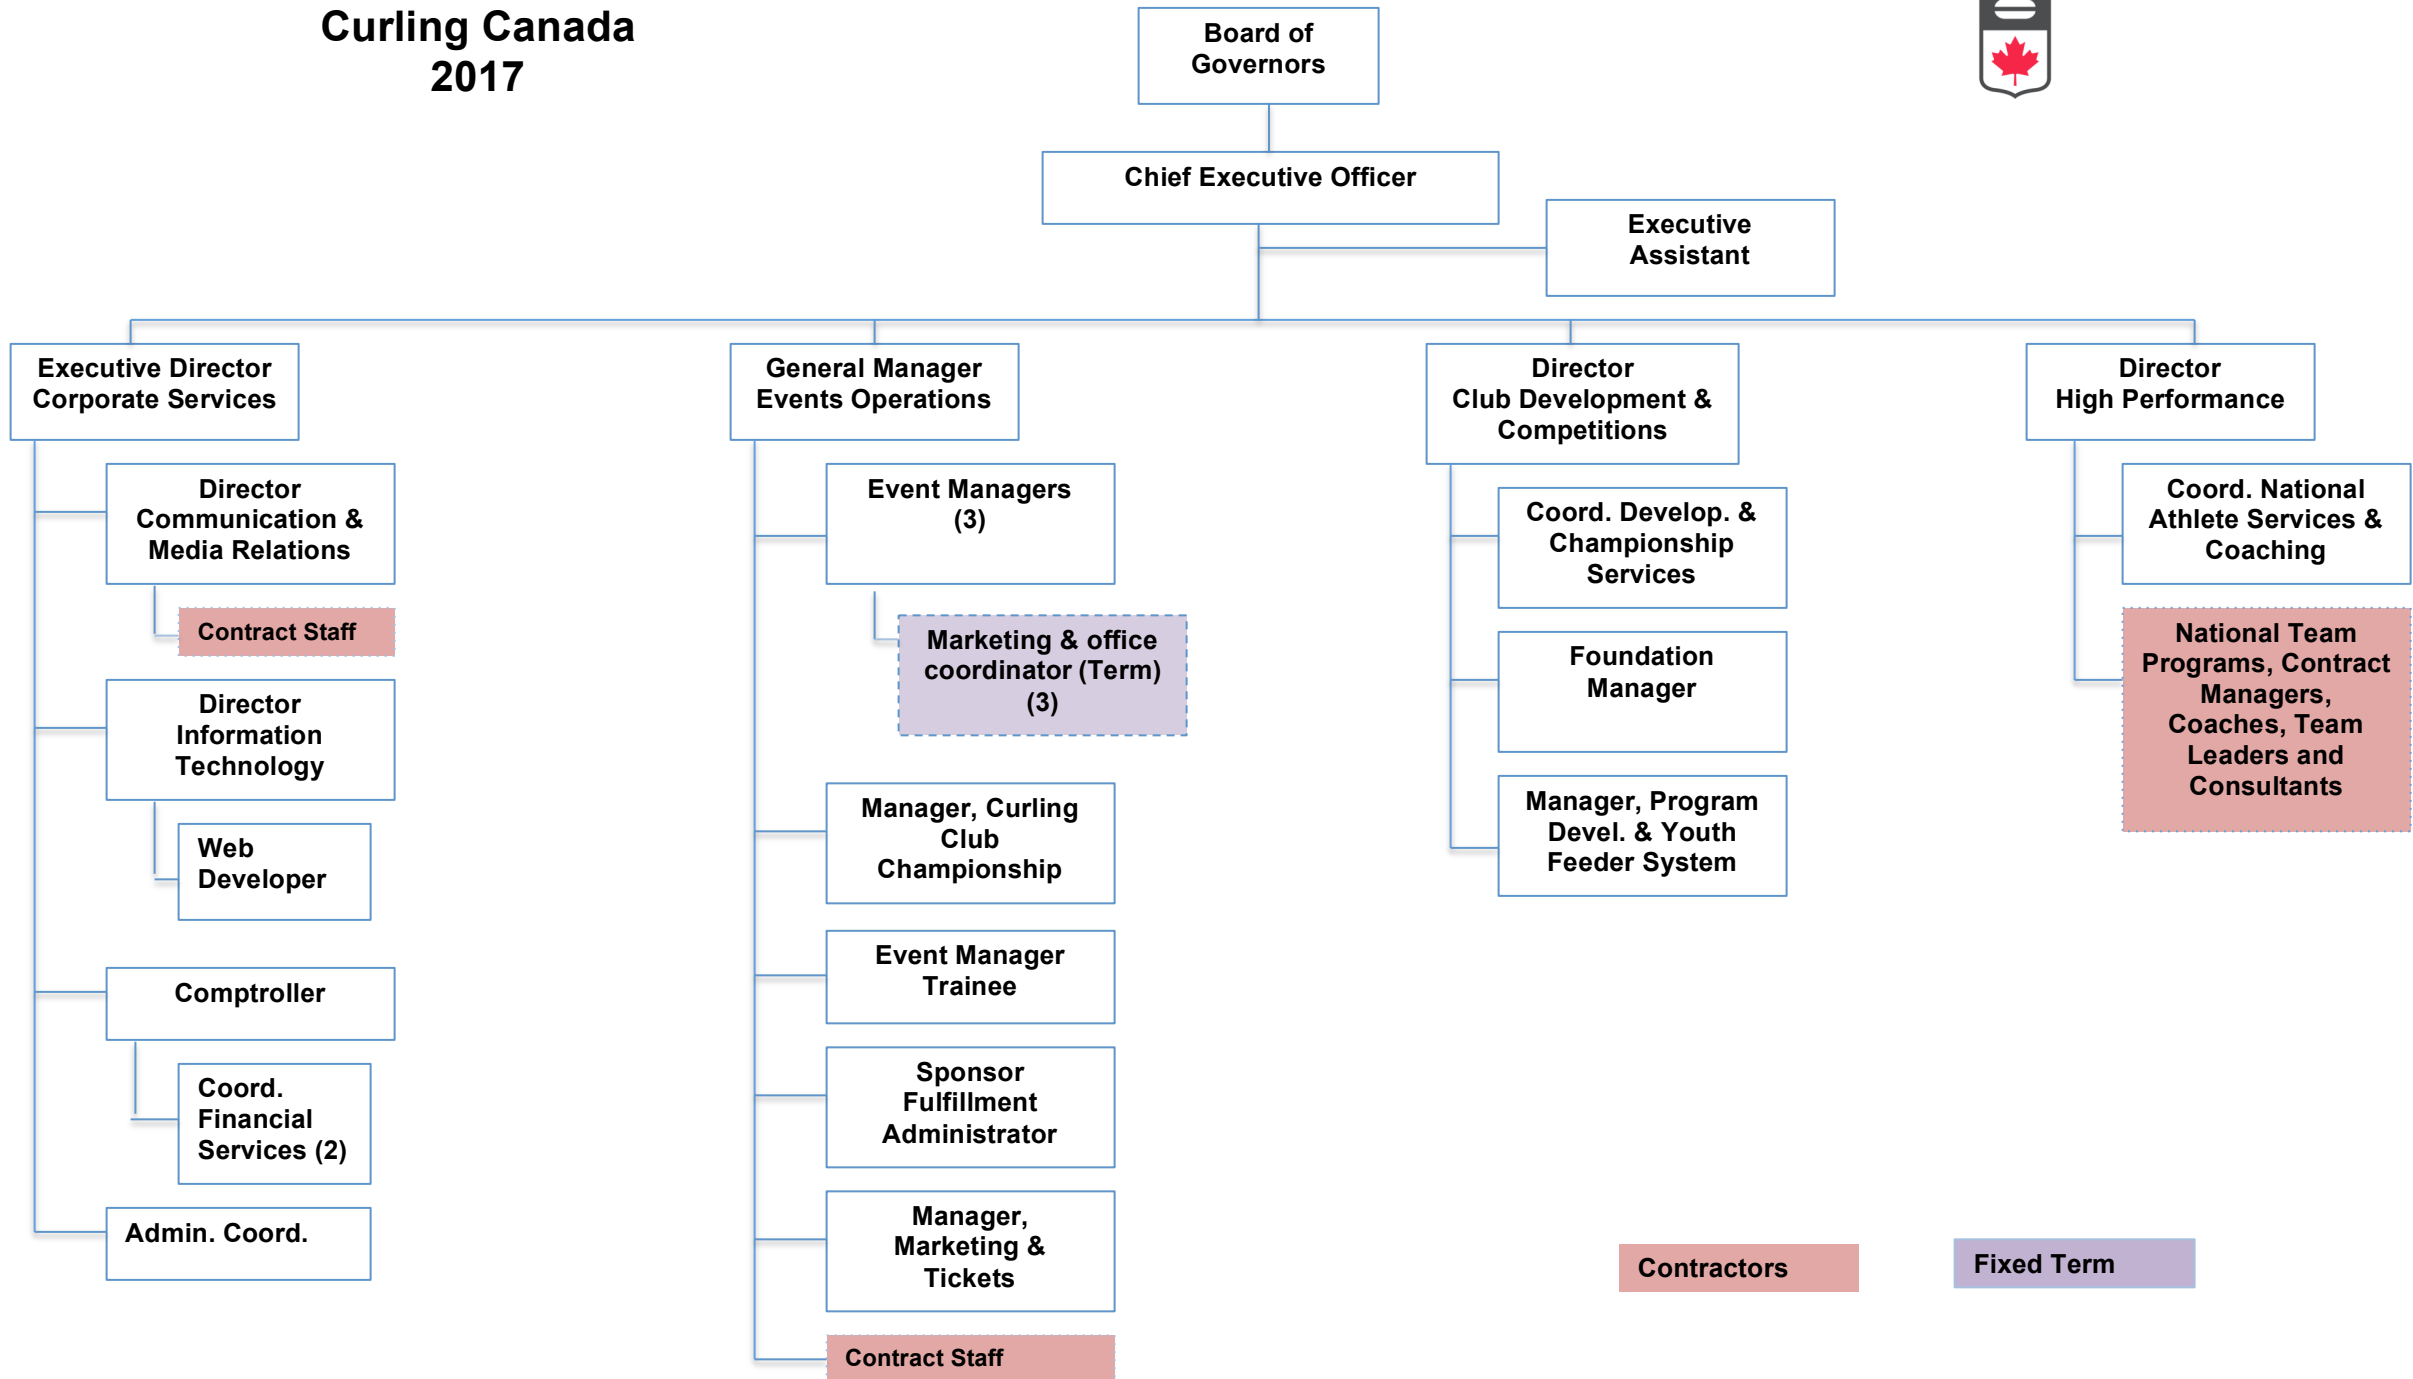 Curling Canada
2017
Board of
Governors
Chief Executive Officer
Executive
Assistant
Executive Director
Corporate Services
Director
Communication &
Media Relations
Contract Staff
Director
Information
Technology
Web
Developer
Comptroller
Coord.
Financial
Services (2)
Admin. Coord.
General Manager
Events Operations
Event Managers
(3)
Marketing & office
coordinator (Term)
(3)
Manager, Curling
Club
Championship
Event Manager
Trainee
Sponsor
Fulfillment
Administrator
Manager,
Marketing &
Tickets
Contract Staff
Director
Club Development &
Competitions
Coord. Develop. &
Championship
Services
Foundation
Manager
Manager, Program
Devel. & Youth
Feeder System
Director
High Performance
Coord. National
Athlete Services &
Coaching
National Team
Programs, Contract
Managers,
Coaches, Team
Leaders and
Consultants
Contractors
Fixed Term